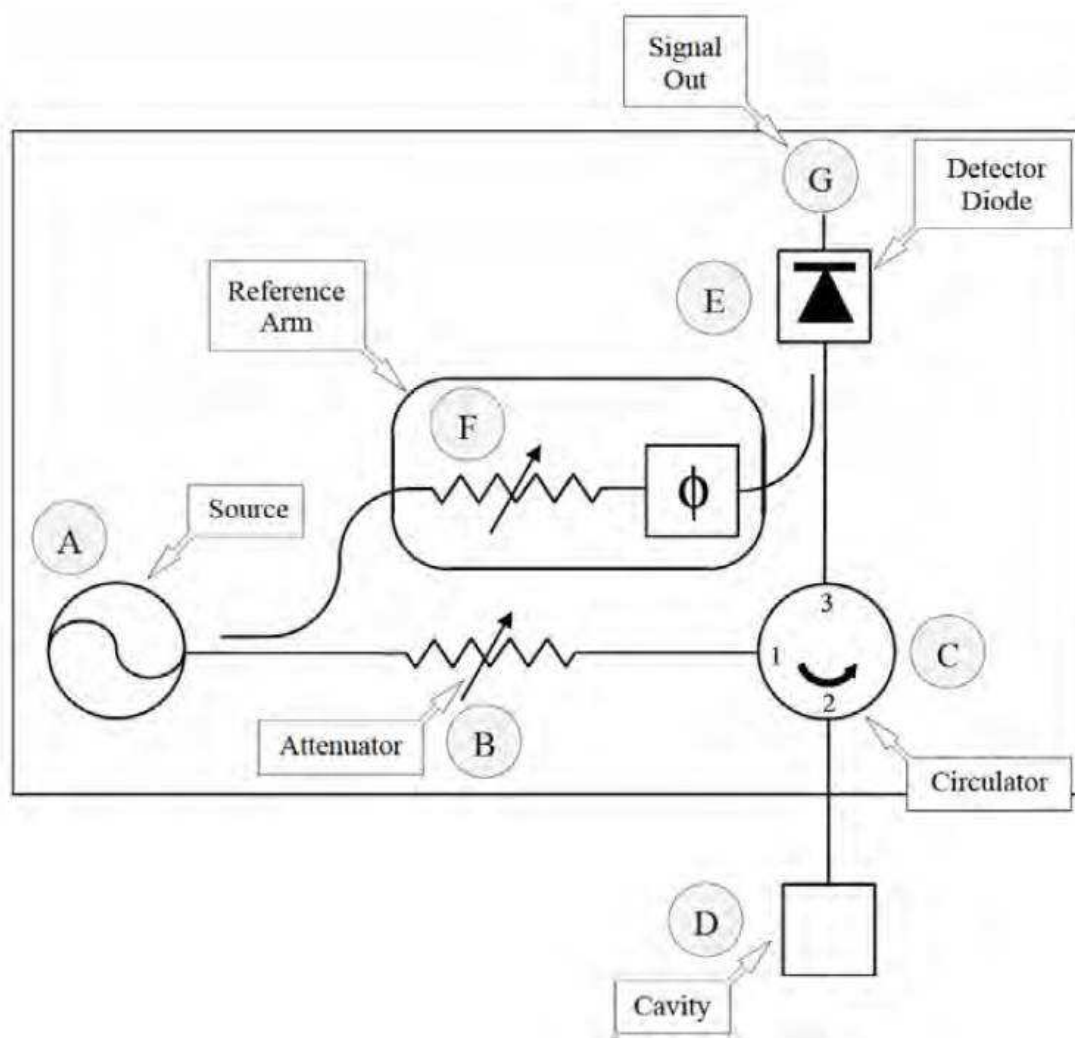 Signal
Out
G
Detector
Diode
E
Reference
Arm
F
ϕ
Source
A
3
1
2
C
Attenuator
B
Circulator
D
Cavity